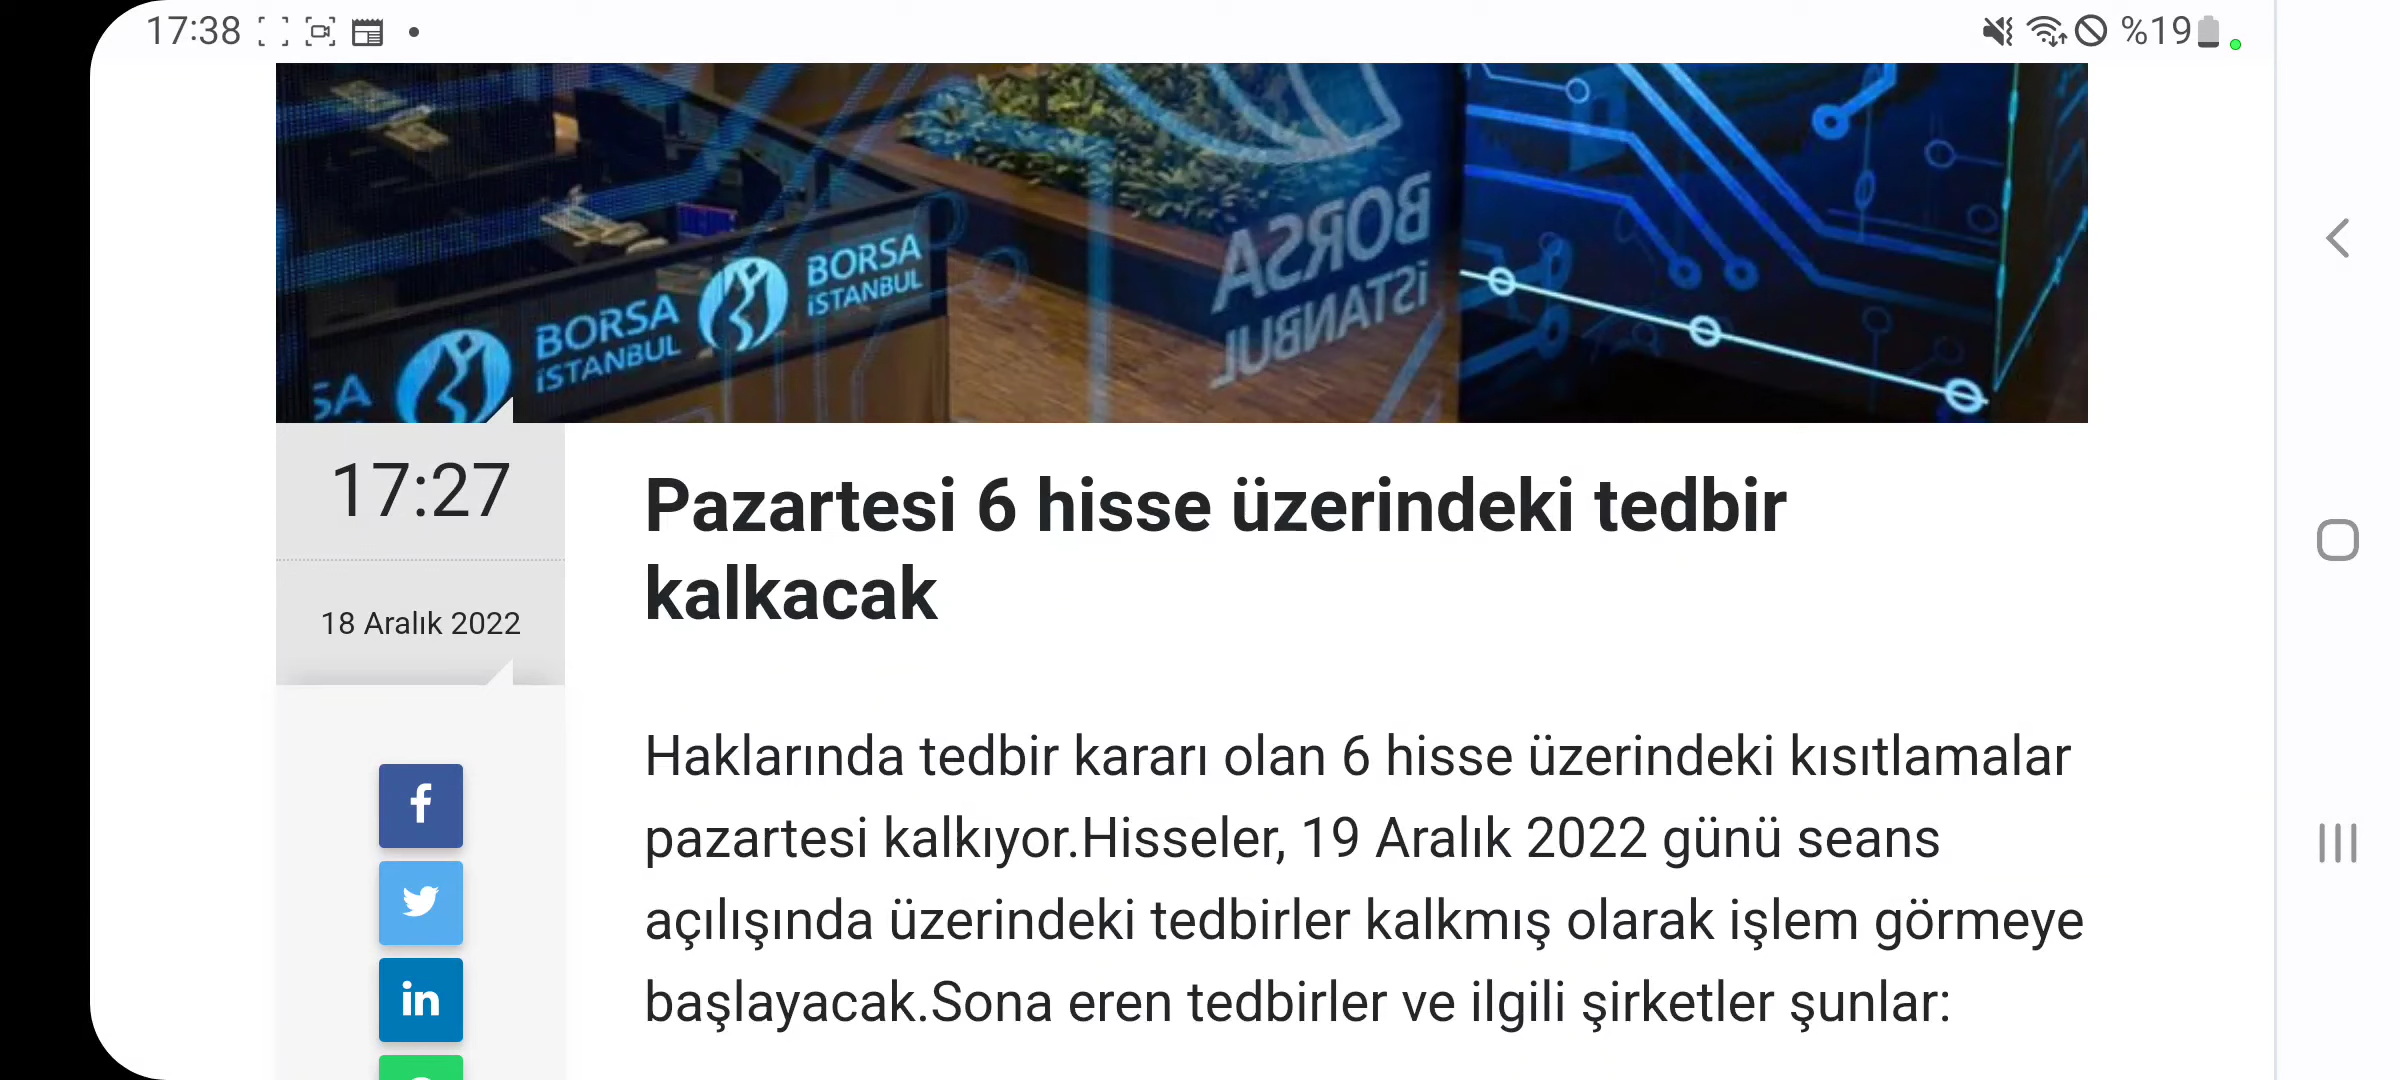 17:38
%19
BORSA
İSTANBUL
BORSA
İSTANBUL
SA
BORSA
İSTANBUL
17:27
18 Aralık 2022
Pazartesi 6 hisse üzerindeki tedbir
kalkacak
Haklarında tedbir kararı olan 6 hisse üzerindeki kısıtlamalar
pazartesi kalkıyor.Hisseler, 19 Aralık 2022 günü seans
açılışında üzerindeki tedbirler kalkmış olarak işlem görmeye
başlayacak.Sona eren tedbirler ve ilgili şirketler şunlar:
f
in